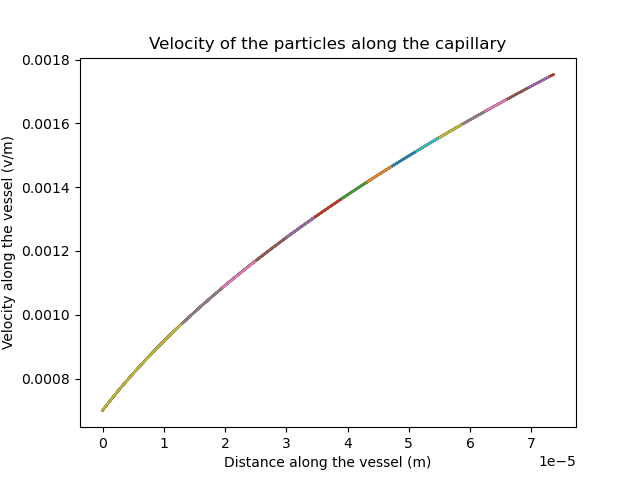 Velocity of the particles along the capillary
Velocity along the vessel (v/m)
0.0018
0.0016
0.0014
0.0012
0.0010
0.0008
0 1 2 3 4 5 6 7
1e−5
Distance along the vessel (m)